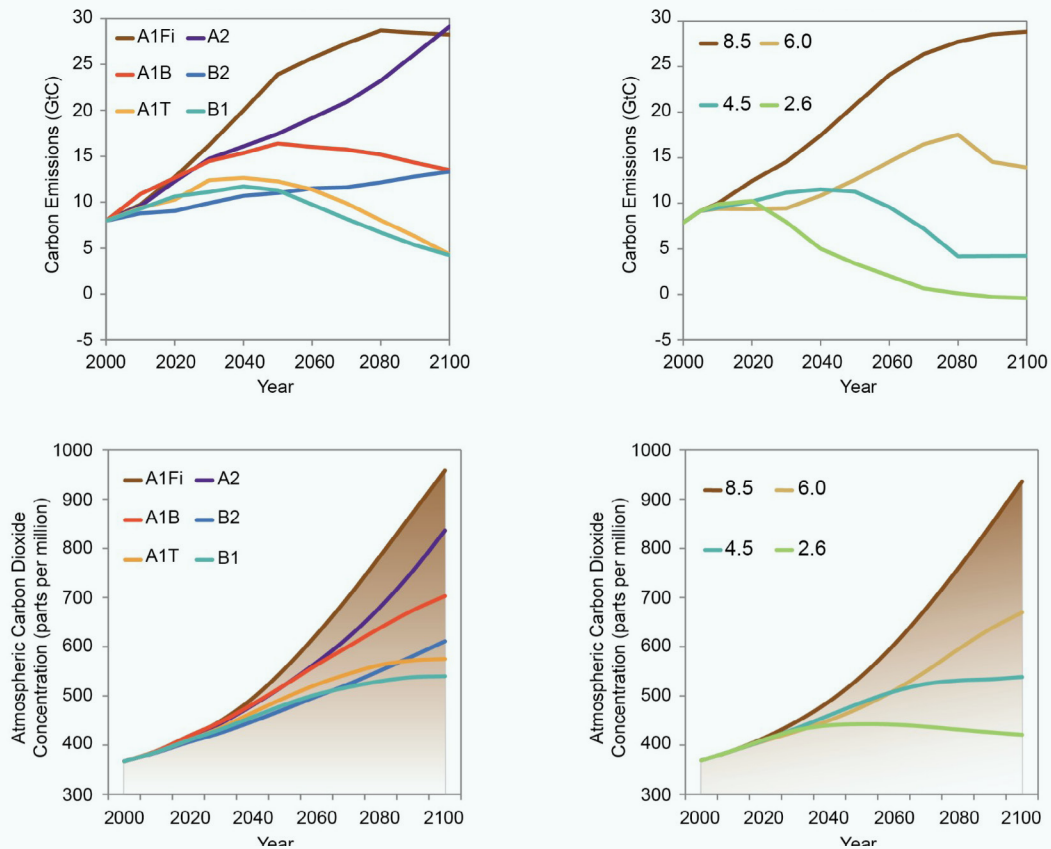 30
25
20
15
10
5
0
-5
Carbon Emissions (GtC)
A1Fi A2
A1B B2
A1T B1
2000 2020 2040 2060 2080 2100
Year
30
25
20
15
10
5
0
-5
Carbon Emissions (GtC)
8.5 6.0
4.5 2.6
2000 2020 2040 2060 2080 2100
Year
1000
900
800
700
600
500
400
300
Atmospheric Carbon Dioxide
Concentration (parts per million)
A1Fi A2
A1B B2
A1T B1
2000 2020 2040 2060 2080 2100
Year
1000
900
800
700
600
500
400
300
Atmospheric Carbon Dioxide
Concentration (parts per million)
8.5 6.0
4.5 2.6
2000 2020 2040 2060 2080 2100
Year